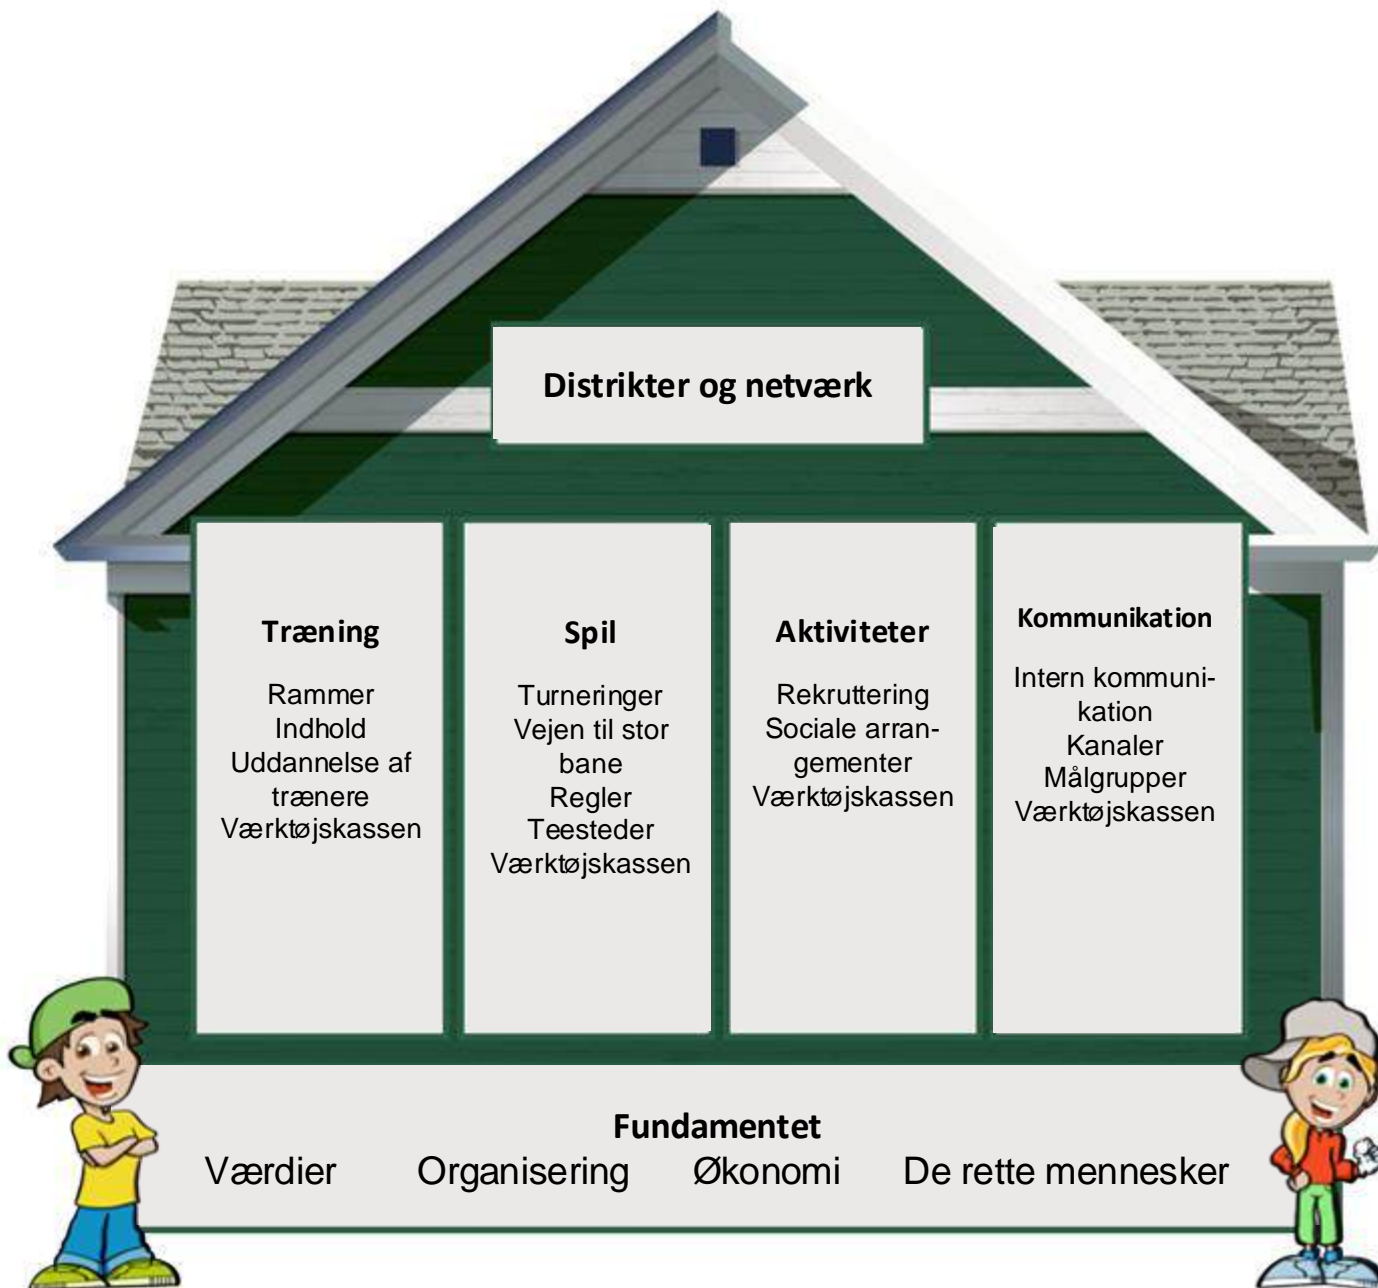 Distrikter og netværk
Træning
Rammer
Indhold
Uddannelse af
trænere
Værktøjskassen
Spil
Turneringer
Vejen til stor
bane
Regler
Teesteder
Værktøjskassen
Aktiviteter
Rekruttering
Sociale arran-
gementer
Værktøjskassen
Kommunikation
Intern kommuni-
kation
Kanaler
Målgrupper
Værktøjskassen
Fundamentet
Værdier Organisering Økonomi De rette mennesker